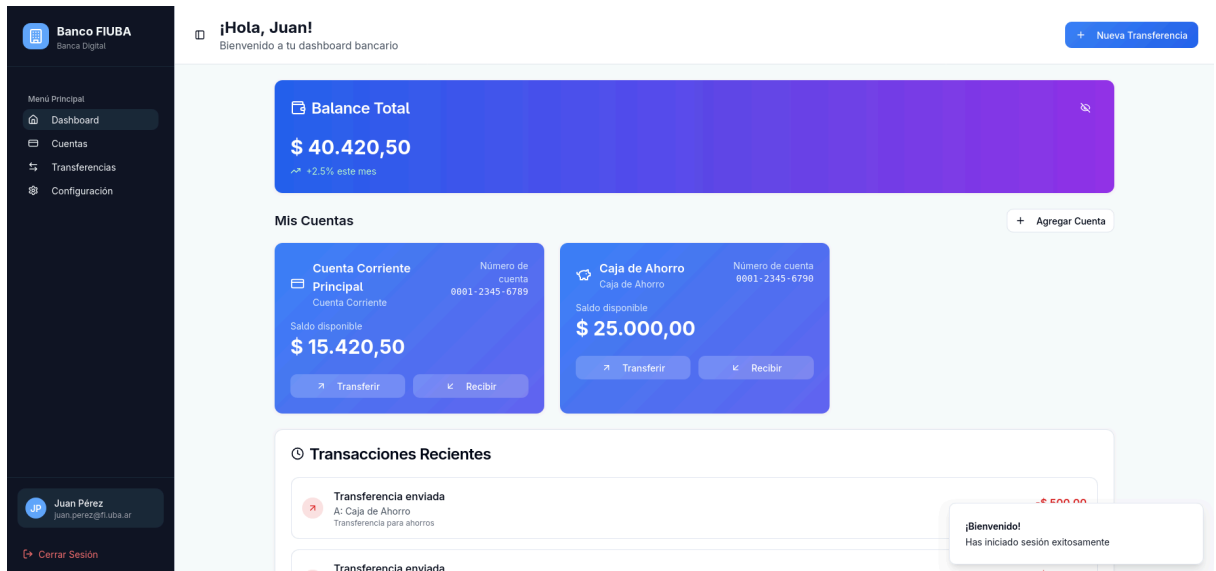 Banco FIUBA
Banca Digital
Menú Principal
Dashboard
Cuentas
Transferencias
Configuración
JP
Juan Pérez
juan.perez@fi.uba.ar
Cerrar Sesión
¡Hola, Juan!
Bienvenido a tu dashboard bancario
+ Nueva Transferencia
Balance Total
$ 40.420,50
+2.5% este mes
Mis Cuentas
+ Agregar Cuenta
Cuenta Corriente
Principal
Cuenta Corriente
Número de
cuenta
0001-2345-6789
Saldo disponible
$ 15.420,50
Transferir
Recibir
Caja de Ahorro
Caja de Ahorro
Número de cuenta
0001-2345-6790
Saldo disponible
$ 25.000,00
Transferir
Recibir
Transacciones Recientes
Transferencia enviada
A: Caja de Ahorro
Transferencia para ahorros
-$ 500,00
Transferencia enviada
¡Bienvenido!
Has iniciado sesión exitosamente